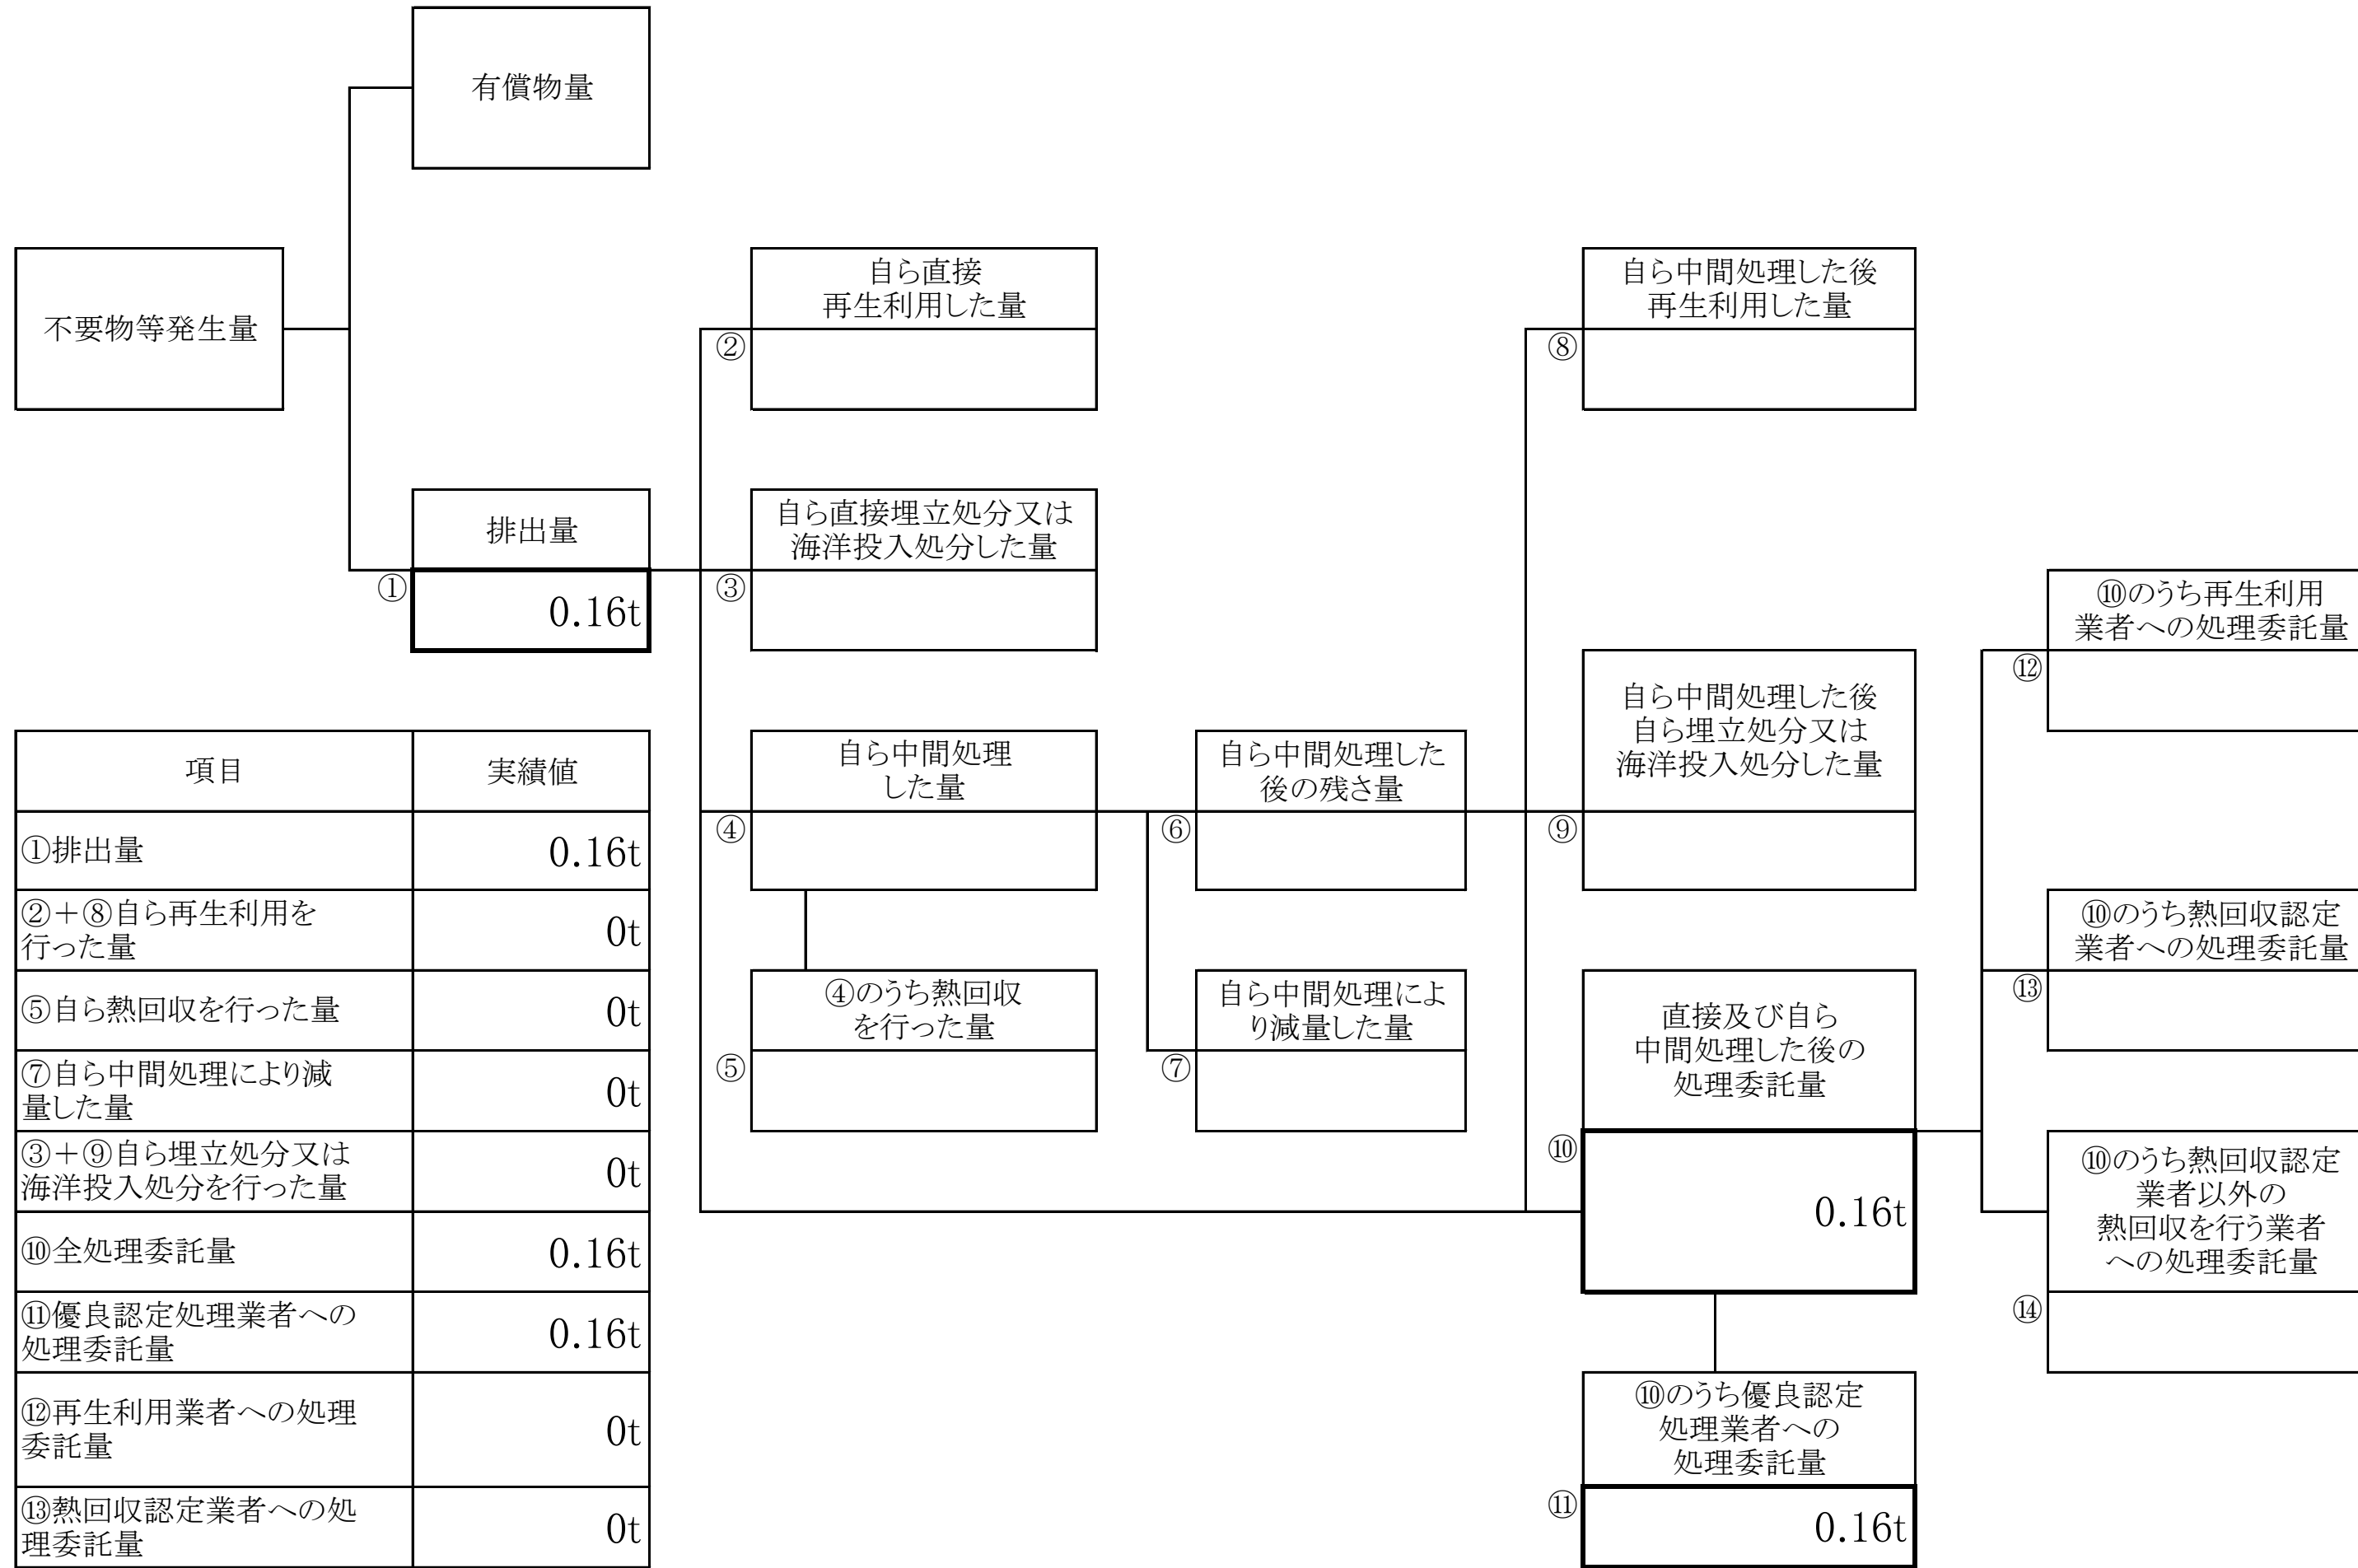 有償物量
不要物等発生量
自ら直接
再生利用した量
②
自ら中間処理した後
再生利用した量
⑧
排出量
①
0.16t
自ら直接埋立処分又は
海洋投入処分した量
③
⑩のうち再生利用
業者への処理委託量
⑫
自ら中間処理した後
自ら埋立処分又は
海洋投入処分した量
⑨
自ら中間処理
した量
④
自ら中間処理した
後の残さ量
⑥
⑩のうち熱回収認定
業者への処理委託量
⑬
④のうち熱回収
を行った量
⑤
自ら中間処理によ
り減量した量
⑦
直接及び自ら
中間処理した後の
処理委託量
⑩
0.16t
⑩のうち熱回収認定
業者以外の
熱回収を行う業者
への処理委託量
⑭
⑩のうち優良認定
処理業者への
処理委託量
⑪
0.16t
項目
実績値
①排出量
0.16t
②＋⑧自ら再生利用を
行った量
0t
⑤自ら熱回収を行った量
0t
⑦自ら中間処理により減
量した量
0t
③＋⑨自ら埋立処分又は
海洋投入処分を行った量
0t
⑩全処理委託量
0.16t
⑪優良認定処理業者への
処理委託量
0.16t
⑫再生利用業者への処理
委託量
0t
⑬熱回収認定業者への処
理委託量
0t